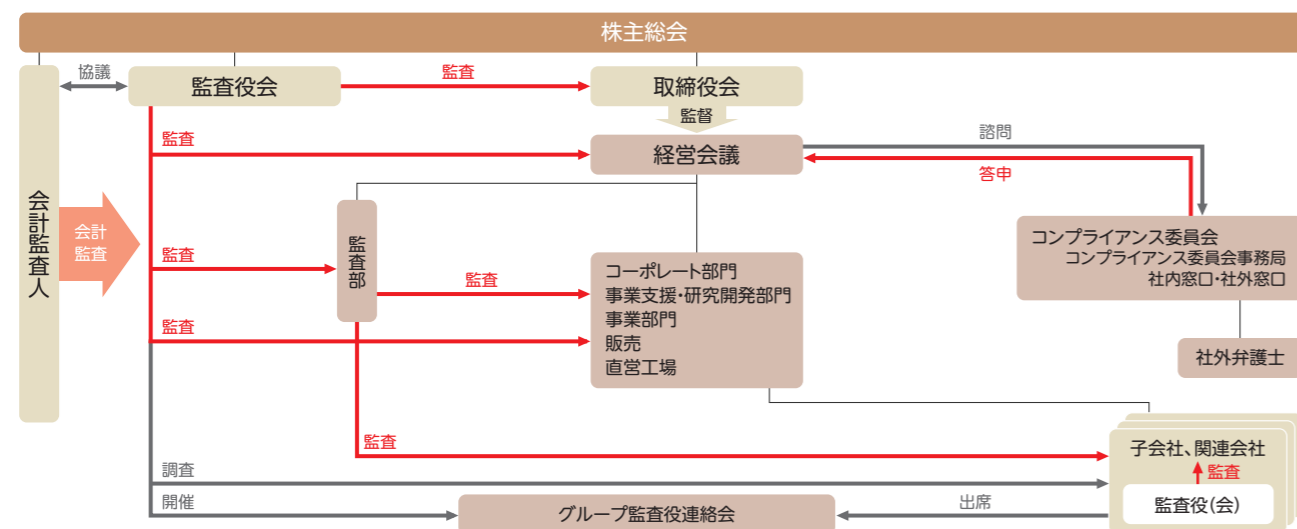 株主総会
協議
監査役会
監査
取締役会
監督
監査
経営会議
諮問
答申
会計監査人
会計
監査
監査
監査部
監査
コーポレート部門
事業支援・研究開発部門
事業部門
販売
直営工場
監査
コンプライアンス委員会
コンプライアンス委員会事務局
社内窓口・社外窓口
社外弁護士
監査
子会社、関連会社
監査
監査役(会)
調査
開催
グループ監査役連絡会
出席